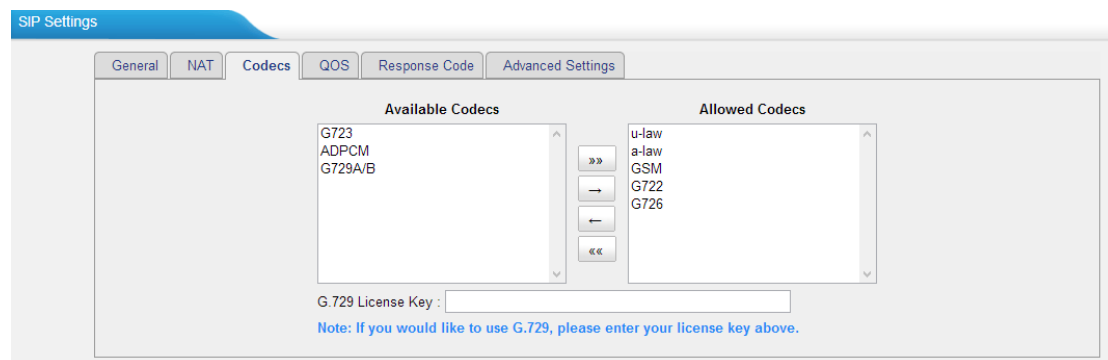 SIP Settings
General NAT Codecs QOS Response Code Advanced Settings
Available Codecs Allowed Codecs
G723
ADPCM
G729A/B
»»
→
←
««
u-law
a-law
GSM
G722
G726
G.729 License Key :
Note: If you would like to use G.729, please enter your license key above.